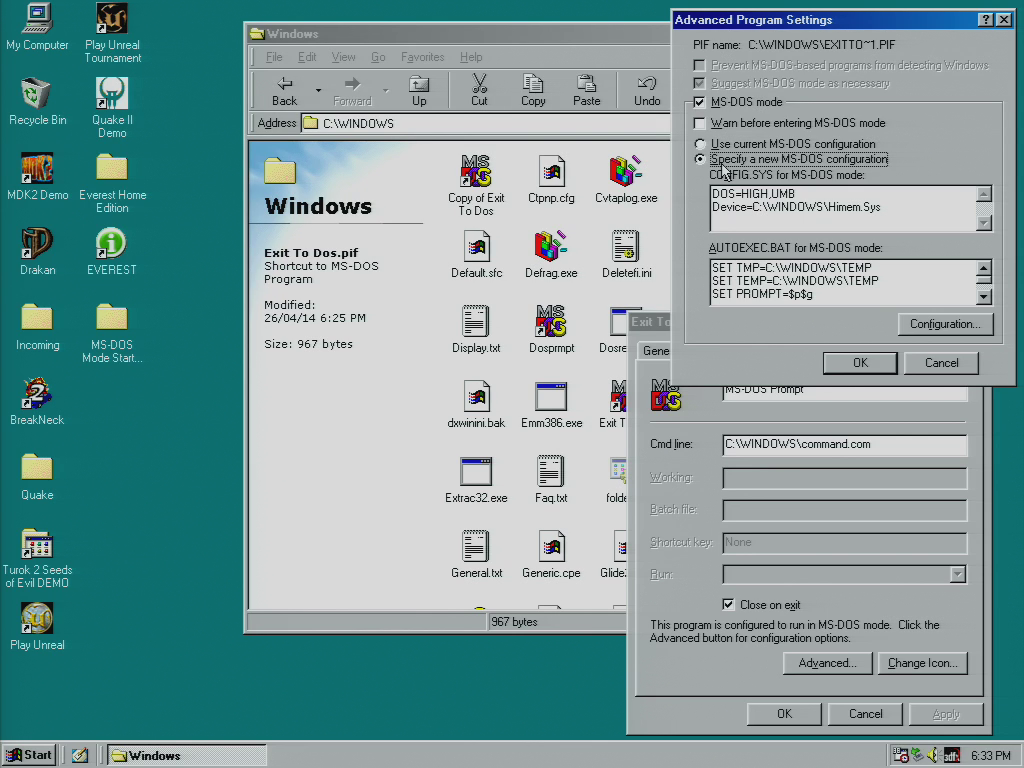 My Computer
Play Unreal
Tournament
Recycle Bin
Quake II
Demo
MDK2 Demo
Everest Home
Edition
Drakan
EVEREST
Incoming
MS-DOS
Mode Start...
BreakNeck
Quake
Turok 2 Seeds
of Evil DEMO
Play Unreal
Windows
File Edit View Go Favorites Help
Back Forward Up Cut Copy Paste Undo
Address C:\WINDOWS
Windows
Exit To Dos.pif
Shortcut to MS-DOS
Program
Modified:
26/04/14 6:25 PM
Size: 967 bytes
Copy of Exit
To Dos
Ctpnp.cfg
Cvtaplog.exe
Default.sfc
Defrag.exe
Deletefi.ini
Display.txt
Dosprmpt
Dosre
dxwinini.bak
Emm386.exe
Exit T
Extrac32.exe
Faq.txt
folde
General.txt
Generic.cpe
Glide
967 bytes
Advanced Program Settings
PIF name: C:\WINDOWS\EXITTO~1.PIF
Prevent MS-DOS-based programs from detecting Windows
Suggest MS-DOS mode as necessary
MS-DOS mode
Warn before entering MS-DOS mode
Use current MS-DOS configuration
Specify a new MS-DOS configuration
CONFIG.SYS for MS-DOS mode:
DOS=HIGH,UMB
Device=C:\WINDOWS\Himem.Sys
AUTOEXEC.BAT for MS-DOS mode:
SET TMP=C:\WINDOWS\TEMP
SET TEMP=C:\WINDOWS\TEMP
SET PROMPT=$p$g
Configuration...
OK Cancel
Exit To
Gene
MS-DOS Prompt
Cmd line: C:\WINDOWS\command.com
Working:
Batch file:
Shortcut key: None
Run:
Close on exit
This program is configured to run in MS-DOS mode. Click the
Advanced button for configuration options.
Advanced... Change Icon...
OK Cancel Apply
Start Windows 6:33 PM